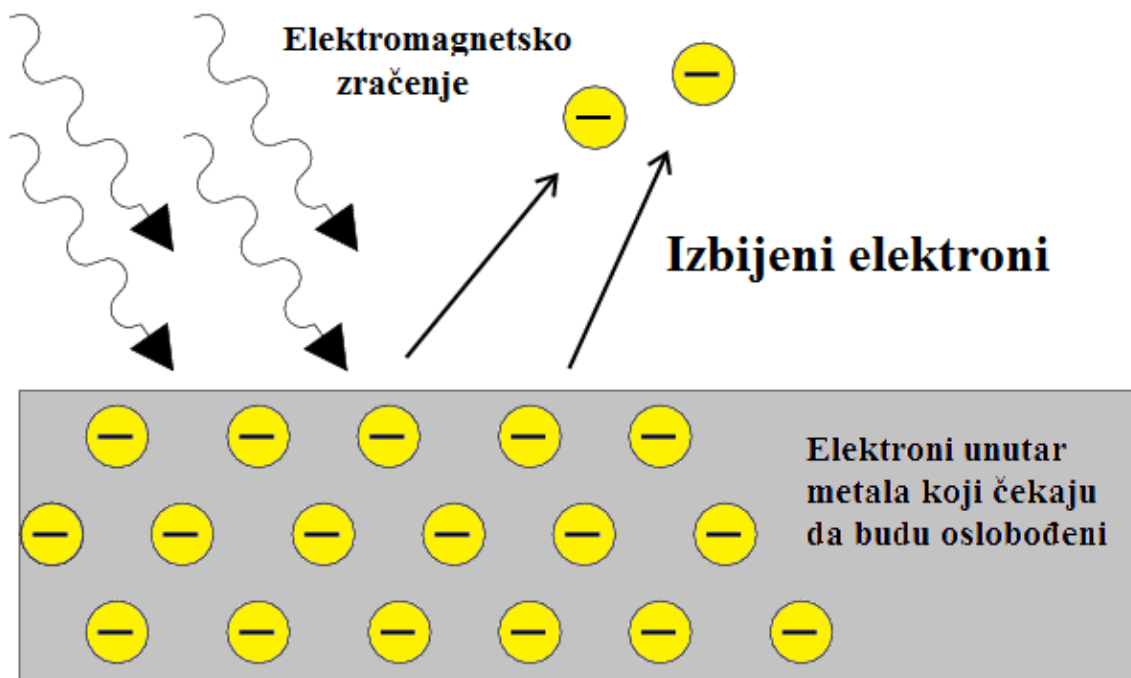 Elektromagnetsko
zračenje
Izbijeni elektroni
Elektroni unutar
metala koji čekaju
da budu oslobođeni